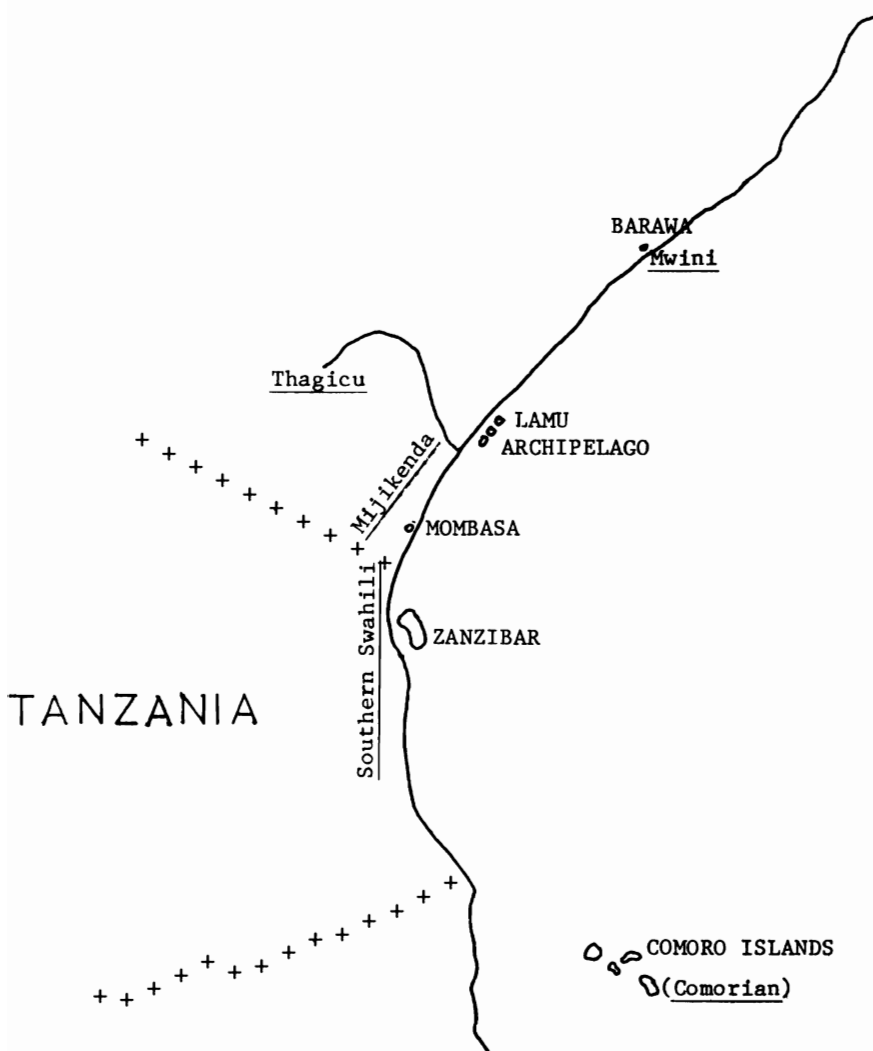 BARAWA
Mwini
Thagicu
LAMU
ARCHIPELAGO
Mijikenda
MOMBASA
Southern Swahili
ZANZIBAR
TANZANIA
COMORO ISLANDS
(Comorian)